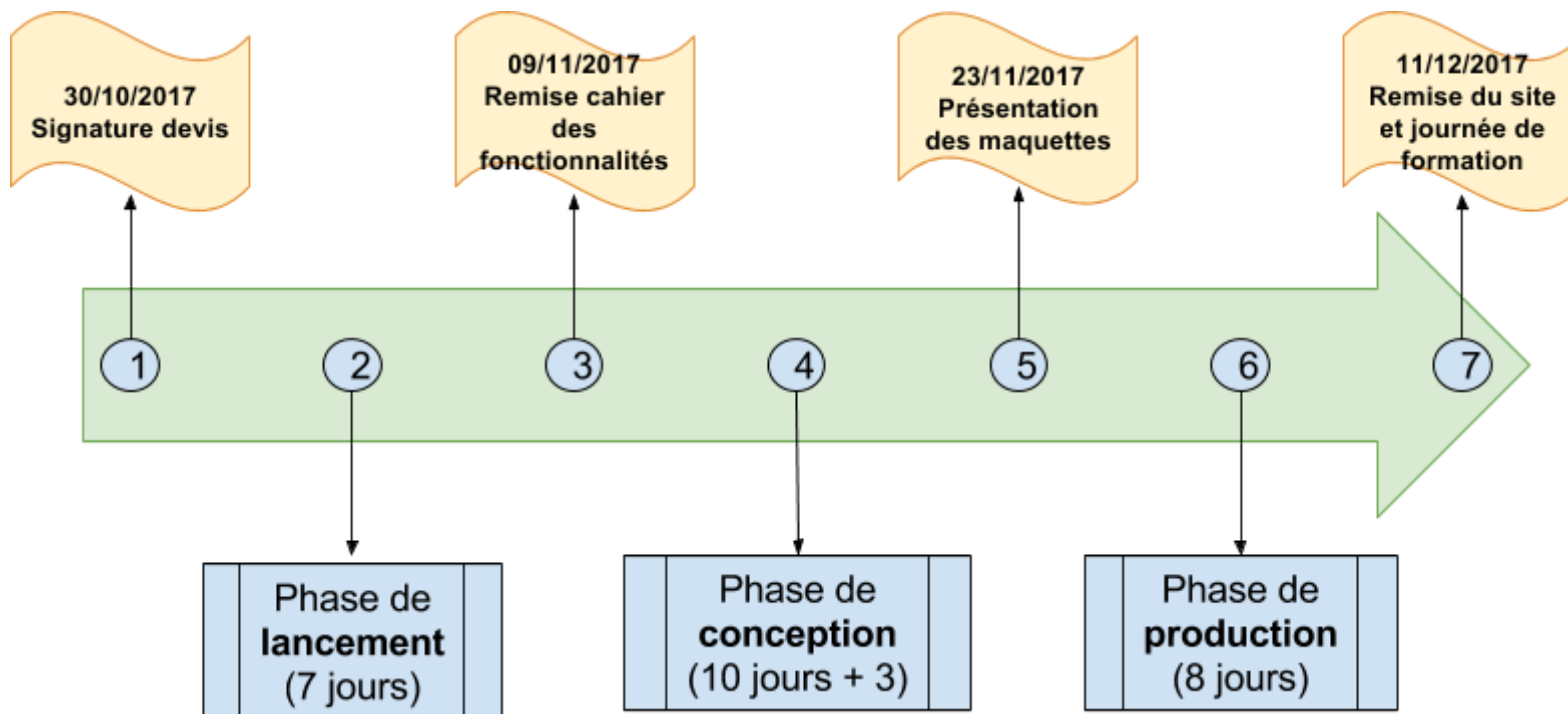 30/10/2017
Signature devis
09/11/2017
Remise cahier
des
fonctionnalités
23/11/2017
Présentation
des maquettes
11/12/2017
Remise du site
et journée de
formation
1
2
3
4
5
6
7
Phase de
lancement
(7 jours)
Phase de
conception
(10 jours + 3)
Phase de
production
(8 jours)